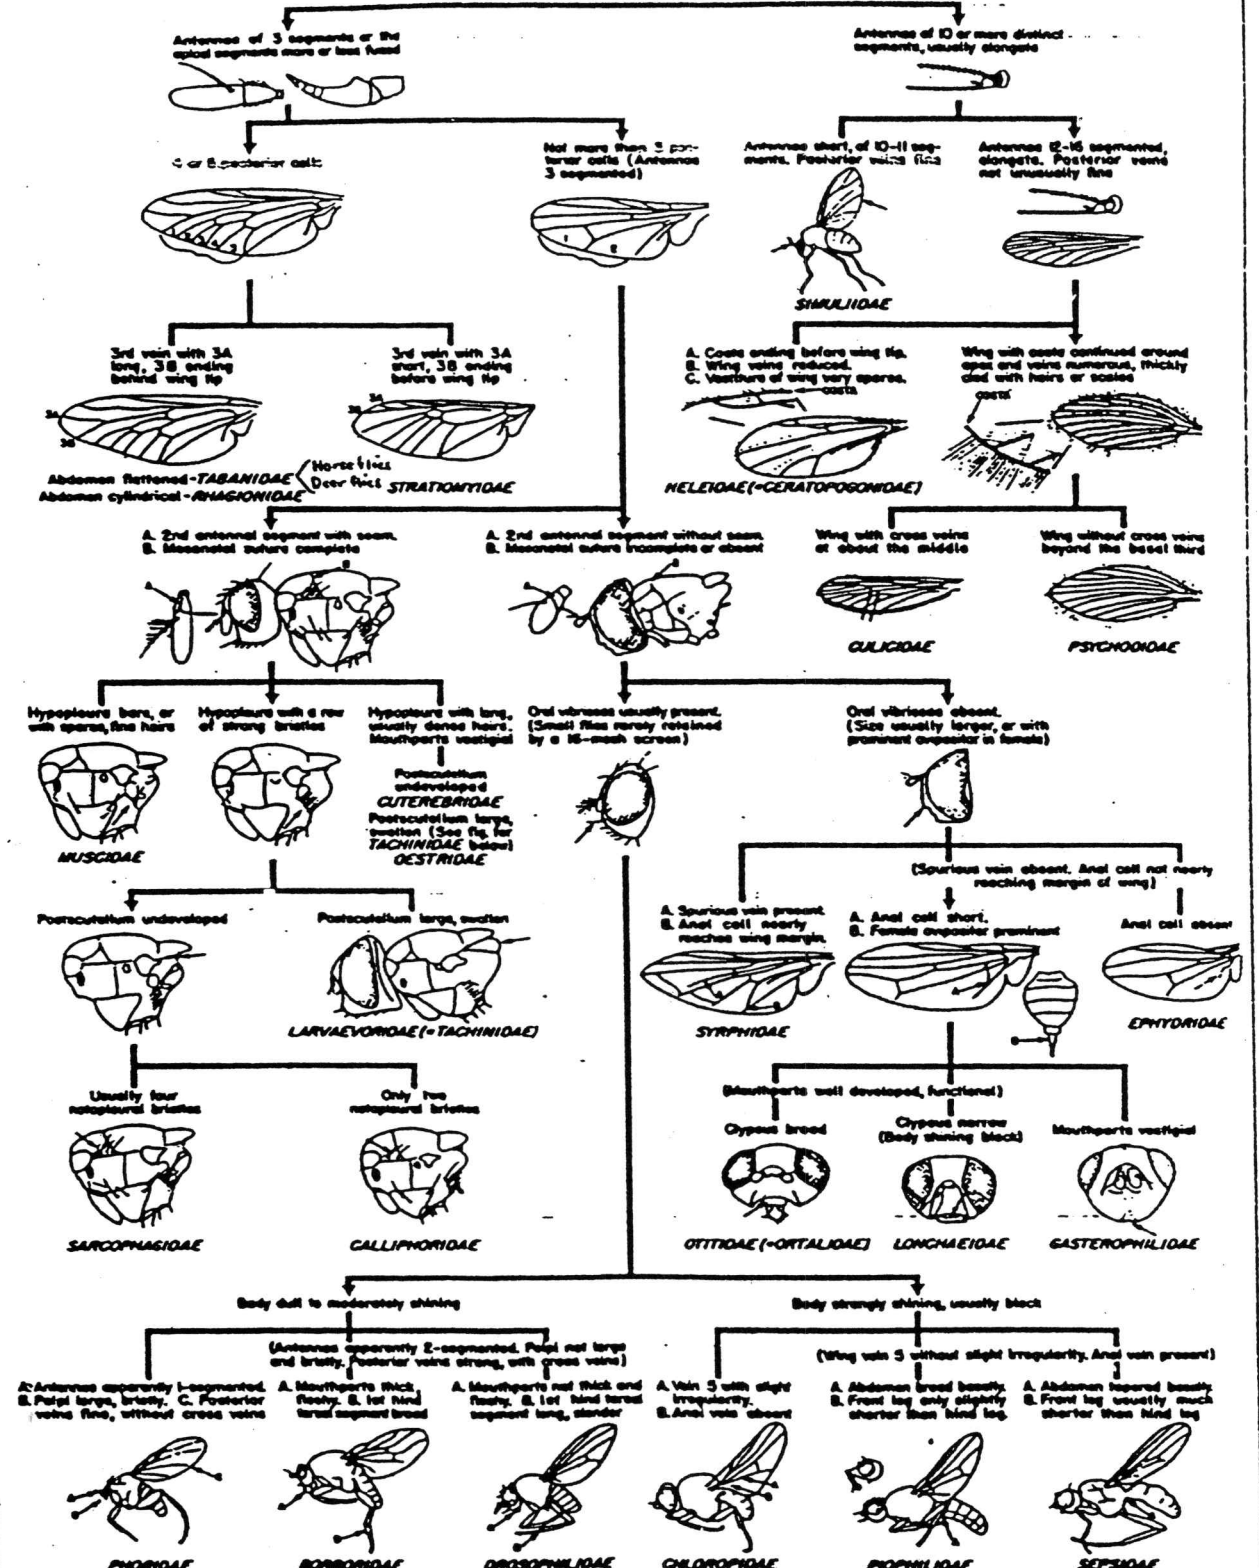 Antennae of 3 segments or the
apical segments more or less fused
Antennae of 10 or more distinct
segments, usually elongate
4 or 5 posterior cells
Not more than 3 pos-
terior cells (Antennae
3 segmented)
Antennae short, of 10-11 seg-
ments. Posterior veins fine
Antennae 12-16 segmented,
elongate. Posterior veins
not unusually fine
1 2 3 4 5
1 2
SIMULIIDAE
3rd vein with 3A
long, 3B ending
behind wing tip
3rd vein with 3A
short, 3B ending
before wing tip
A. Costa ending before wing tip.
B. Wing veins reduced.
C. Vestiture of wing very sparse.
costa
Wing with costa continued around
apex and veins numerous, thickly
clad with hairs or scales
costa
3A
3B
3A
3B
Abdomen flattened-TABANIDAE
Abdomen cylindrical-RHAGIONIDAE
Horse flies
Deer flies
STRATIOMYIDAE
HELEIDAE(=CERATOPOGONIDAE)
A. 2nd antennal segment with seam.
B. Mesonotal suture complete
A. 2nd antennal segment without seam.
B. Mesonotal suture incomplete or absent
Wing with cross veins
at about the middle
Wing without cross veins
beyond the basal third
CULICIDAE
PSYCHODIDAE
Hypopleura bare, or
with sparse, fine hairs
Hypopleura with a row
of strong bristles
Hypopleura with long,
usually dense hairs.
Mouthparts vestigial
Oral vibrissae usually present.
(Small flies rarely retained
by a 16-mesh screen)
Oral vibrissae absent.
(Size usually larger, or with
prominent ovipositor in female)
Postscutellum
undeveloped
CUTEREBRIDAE
Postscutellum large,
swollen (See fig. for
TACHINIDAE below)
OESTRIDAE
MUSCIDAE
(Spurious vein absent. Anal cell not nearly
reaching margin of wing)
Postscutellum undeveloped
Postscutellum large, swollen
A. Spurious vein present.
B. Anal cell nearly
reaches wing margin.
A. Anal cell short.
B. Female ovipositor prominent
Anal cell absent
LARVAEVORIDAE(=TACHINIDAE)
SYRPHIDAE
EPHYDRIDAE
Usually four
notopleural bristles
Only two
notopleural bristles
(Mouthparts well developed, functional)
Clypeus broad
Clypeus narrow
(Body shining black)
Mouthparts vestigial
SARCOPHAGIDAE
CALLIPHORIDAE
OTITIDAE(=ORTALIDAE)
LONCHAEIDAE
GASTEROPHILIDAE
Body dull to moderately shining
Body strongly shining, usually black
(Antennae apparently 2-segmented. Palpi not large
and bristly. Posterior veins strong, with cross veins)
(Wing vein 5 without slight irregularity. Anal vein present)
A. Antennae apparently 1-segmented.
B. Palpi large, bristly. C. Posterior
veins fine, without cross veins
A. Mouthparts thick,
fleshy. B. 1st hind
tarsal segment broad
A. Mouthparts not thick and
fleshy. B. 1st hind tarsal
segment long, slender
A. Vein 5 with slight
irregularity.
B. Anal vein absent
A. Abdomen broad basally.
B. Front leg only slightly
shorter than hind leg.
A. Abdomen tapered basally.
B. Front leg usually much
shorter than hind leg
PHORIDAE
BORBORIDAE
DROSOPHILIDAE
CHLOROPIDAE
PIOPHILIDAE
SEPSIDAE